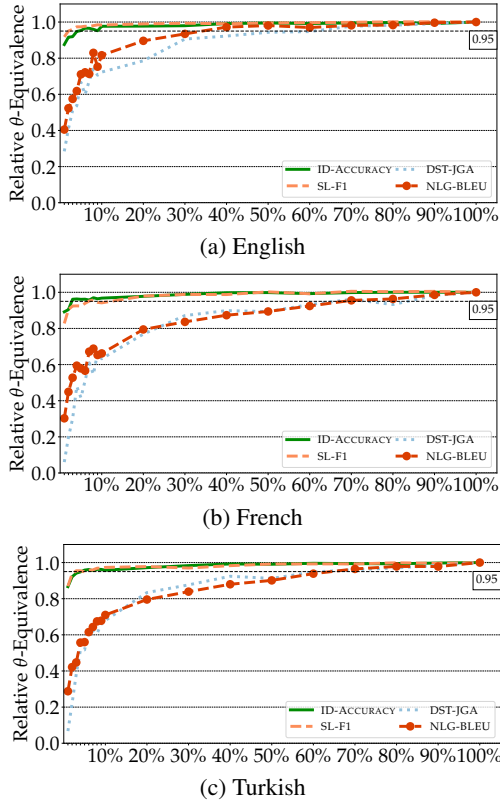 Relative θ-Equivalence
1.0
0.8
0.6
0.4
0.2
0.0
0.95
ID-ACCURACY
SL-F1
DST-JGA
NLG-BLEU
10% 20% 30% 40% 50% 60% 70% 80% 90% 100%
(a) English
Relative θ-Equivalence
1.0
0.8
0.6
0.4
0.2
0.0
0.95
ID-ACCURACY
SL-F1
DST-JGA
NLG-BLEU
10% 20% 30% 40% 50% 60% 70% 80% 90% 100%
(b) French
Relative θ-Equivalence
1.0
0.8
0.6
0.4
0.2
0.0
0.95
ID-ACCURACY
SL-F1
DST-JGA
NLG-BLEU
10% 20% 30% 40% 50% 60% 70% 80% 90% 100%
(c) Turkish